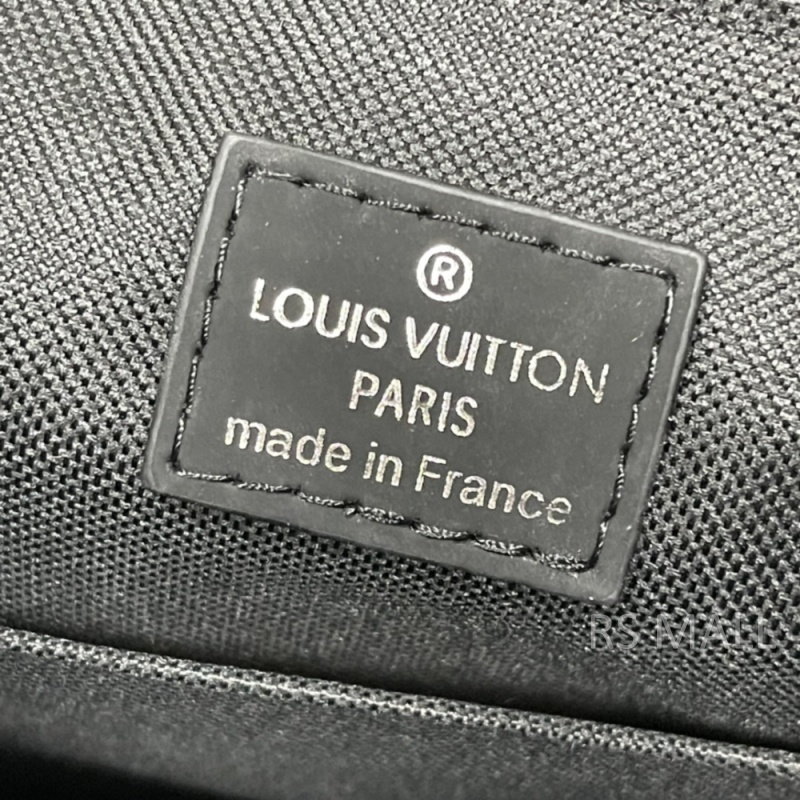 ®
LOUIS VUITTON
PARIS
made in France
RS MALL